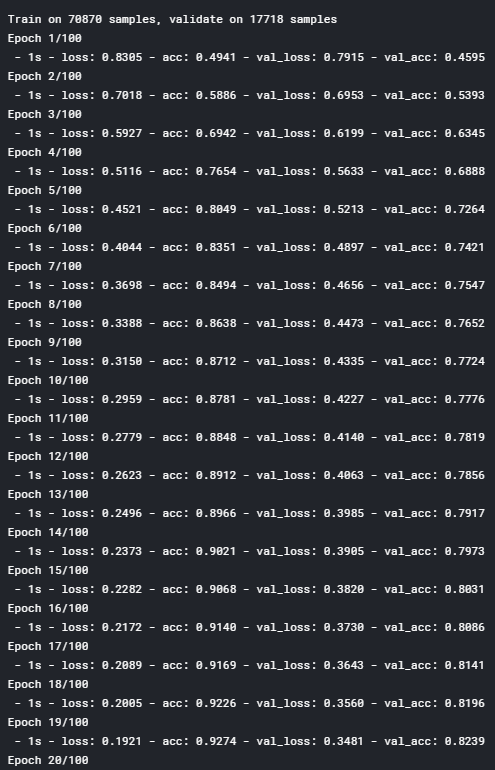 Train on 70870 samples, validate on 17718 samples
Epoch 1/100
 - 1s - loss: 0.8305 - acc: 0.4941 - val_loss: 0.7915 - val_acc: 0.4595
Epoch 2/100
 - 1s - loss: 0.7018 - acc: 0.5886 - val_loss: 0.6953 - val_acc: 0.5393
Epoch 3/100
 - 1s - loss: 0.5927 - acc: 0.6942 - val_loss: 0.6199 - val_acc: 0.6345
Epoch 4/100
 - 1s - loss: 0.5116 - acc: 0.7654 - val_loss: 0.5633 - val_acc: 0.6888
Epoch 5/100
 - 1s - loss: 0.4521 - acc: 0.8049 - val_loss: 0.5213 - val_acc: 0.7264
Epoch 6/100
 - 1s - loss: 0.4044 - acc: 0.8351 - val_loss: 0.4897 - val_acc: 0.7421
Epoch 7/100
 - 1s - loss: 0.3698 - acc: 0.8494 - val_loss: 0.4656 - val_acc: 0.7547
Epoch 8/100
 - 1s - loss: 0.3388 - acc: 0.8638 - val_loss: 0.4473 - val_acc: 0.7652
Epoch 9/100
 - 1s - loss: 0.3150 - acc: 0.8712 - val_loss: 0.4335 - val_acc: 0.7724
Epoch 10/100
 - 1s - loss: 0.2959 - acc: 0.8781 - val_loss: 0.4227 - val_acc: 0.7776
Epoch 11/100
 - 1s - loss: 0.2779 - acc: 0.8848 - val_loss: 0.4140 - val_acc: 0.7819
Epoch 12/100
 - 1s - loss: 0.2623 - acc: 0.8912 - val_loss: 0.4063 - val_acc: 0.7856
Epoch 13/100
 - 1s - loss: 0.2496 - acc: 0.8966 - val_loss: 0.3985 - val_acc: 0.7917
Epoch 14/100
 - 1s - loss: 0.2373 - acc: 0.9021 - val_loss: 0.3905 - val_acc: 0.7973
Epoch 15/100
 - 1s - loss: 0.2282 - acc: 0.9068 - val_loss: 0.3820 - val_acc: 0.8031
Epoch 16/100
 - 1s - loss: 0.2172 - acc: 0.9140 - val_loss: 0.3730 - val_acc: 0.8086
Epoch 17/100
 - 1s - loss: 0.2089 - acc: 0.9169 - val_loss: 0.3643 - val_acc: 0.8141
Epoch 18/100
 - 1s - loss: 0.2005 - acc: 0.9226 - val_loss: 0.3560 - val_acc: 0.8196
Epoch 19/100
 - 1s - loss: 0.1921 - acc: 0.9274 - val_loss: 0.3481 - val_acc: 0.8239
Epoch 20/100